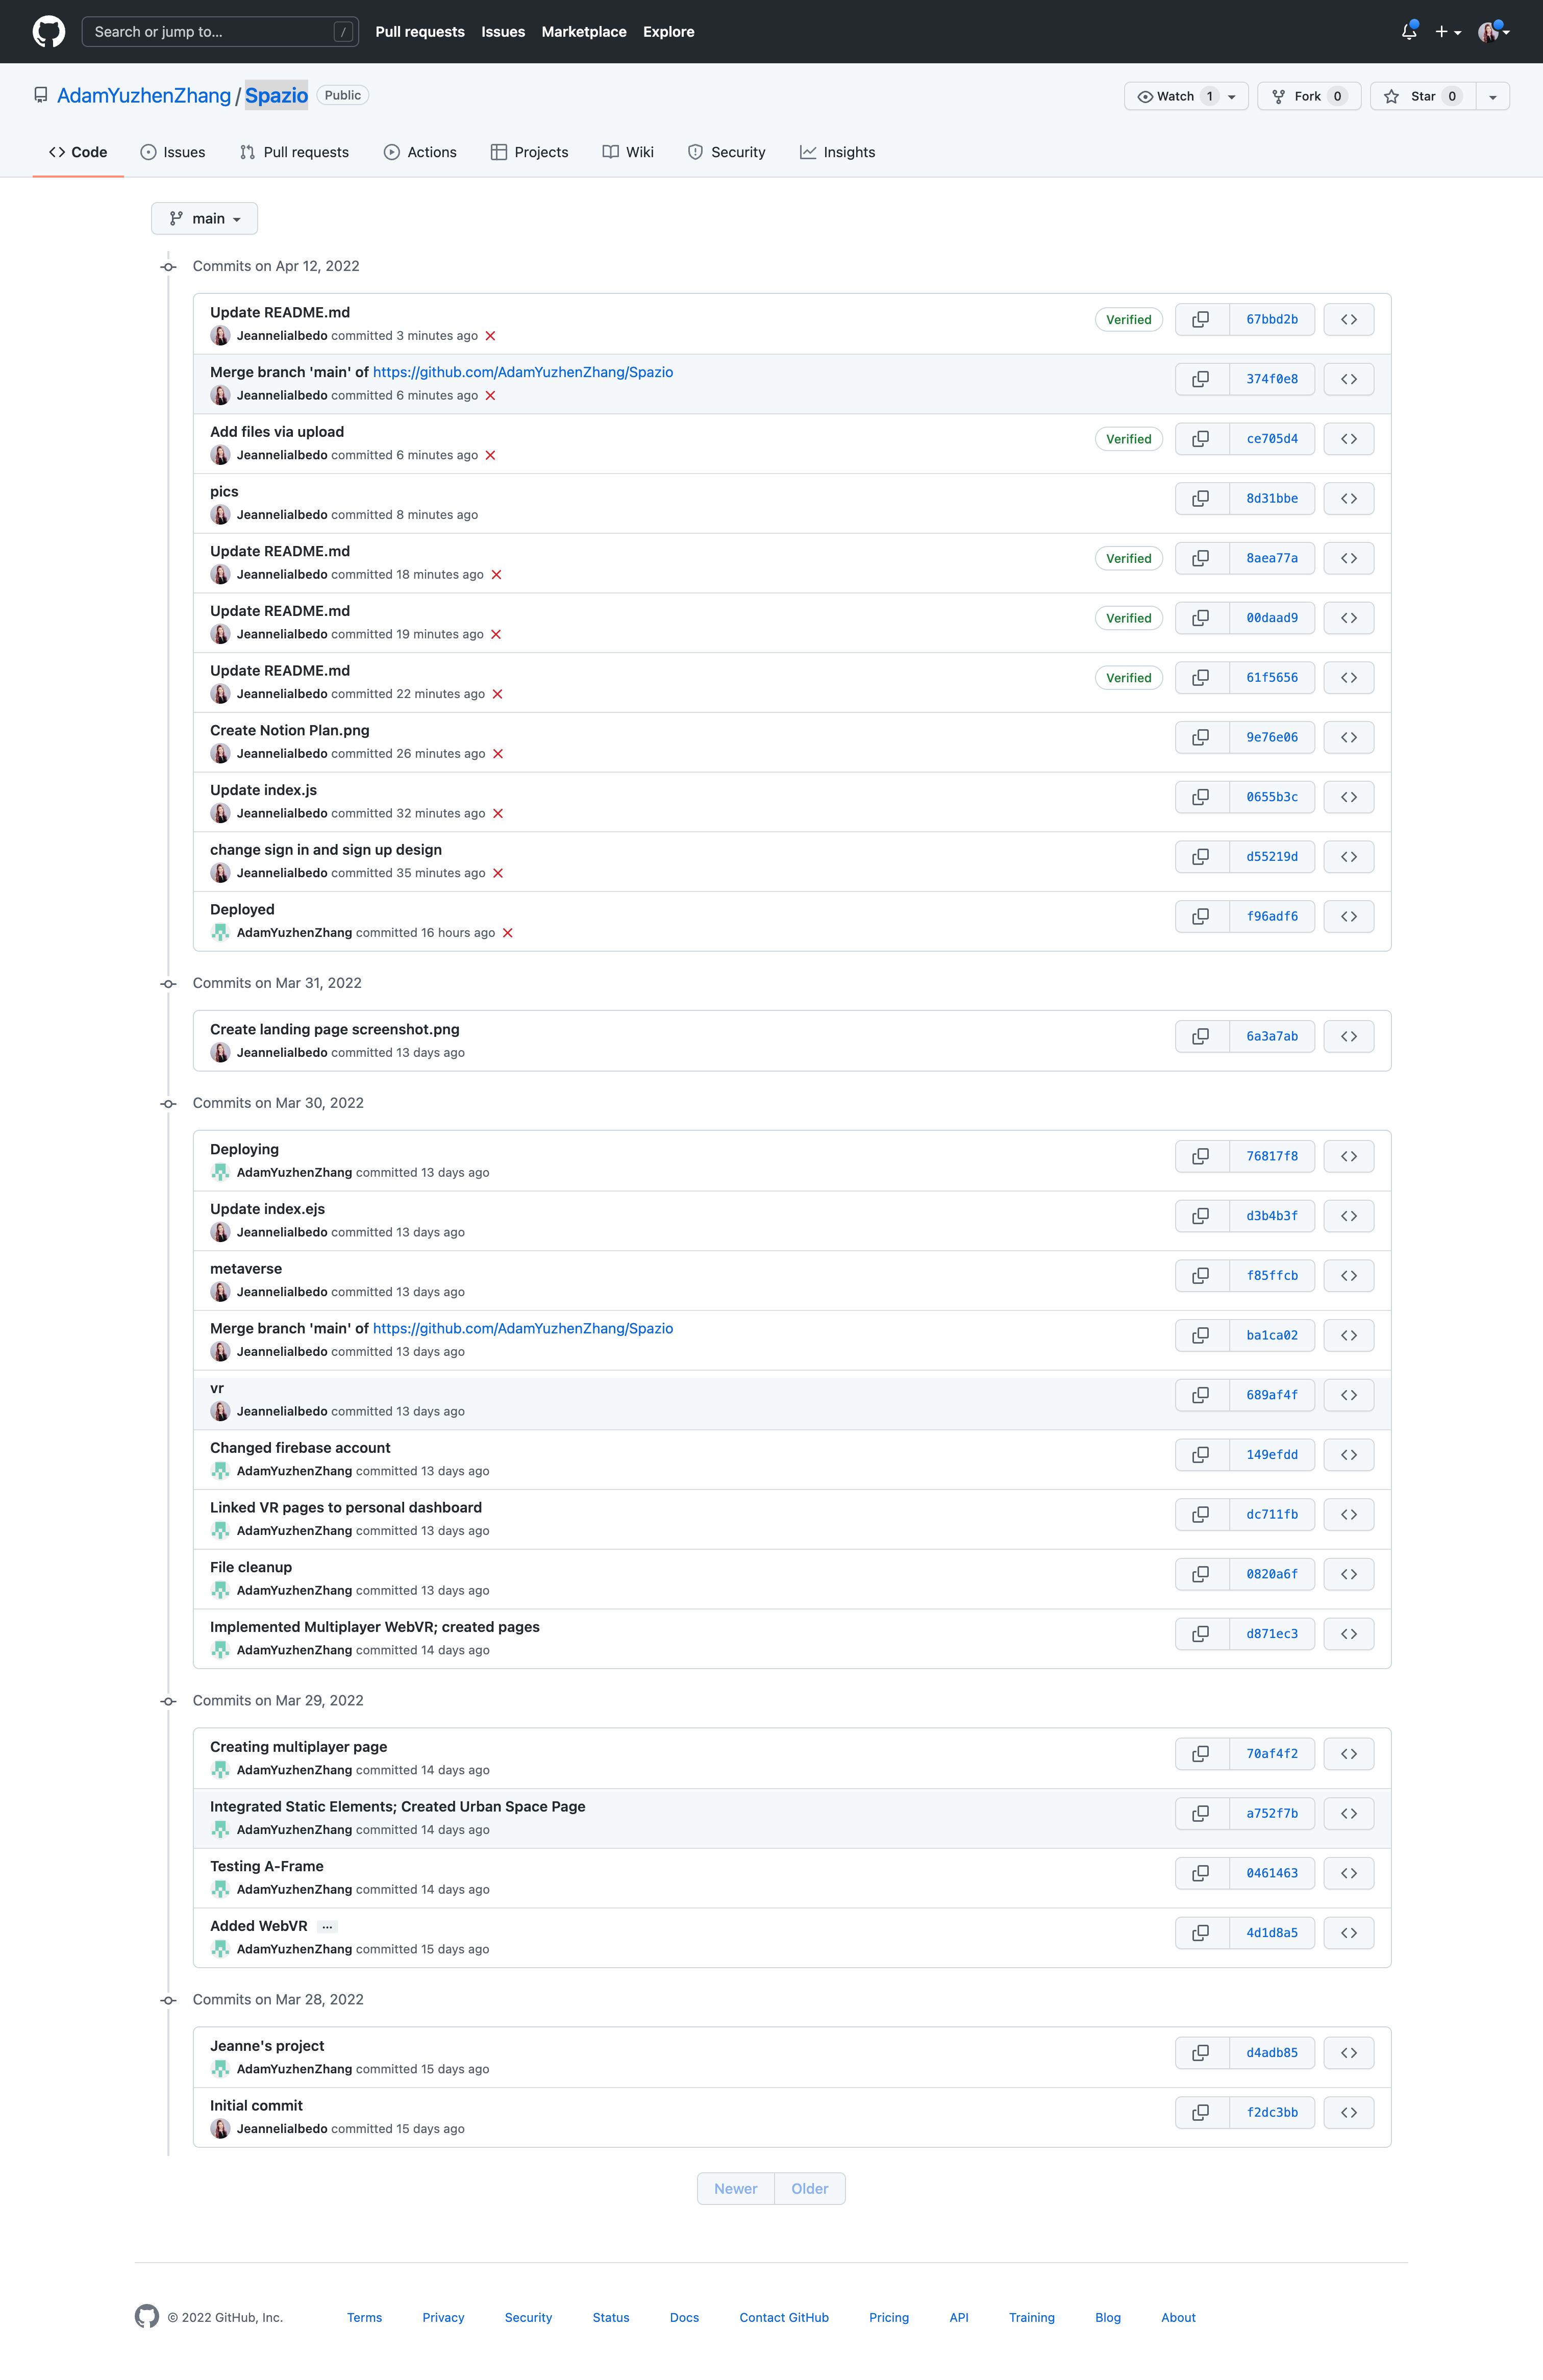 Search or jump to... /
Pull requests Issues Marketplace Explore
AdamYuzhenZhang / Spazio Public
Watch 1 Fork 0 Star 0
Code Issues Pull requests Actions Projects Wiki Security Insights
main
Commits on Apr 12, 2022
Update README.md
Jeannelialbedo committed 3 minutes ago
Verified 67bbd2b
Merge branch 'main' of https://github.com/AdamYuzhenZhang/Spazio
Jeannelialbedo committed 6 minutes ago
374f0e8
Add files via upload
Jeannelialbedo committed 6 minutes ago
Verified ce705d4
pics
Jeannelialbedo committed 8 minutes ago
8d31bbe
Update README.md
Jeannelialbedo committed 18 minutes ago
Verified 8aea77a
Update README.md
Jeannelialbedo committed 19 minutes ago
Verified 00daad9
Update README.md
Jeannelialbedo committed 22 minutes ago
Verified 61f5656
Create Notion Plan.png
Jeannelialbedo committed 26 minutes ago
9e76e06
Update index.js
Jeannelialbedo committed 32 minutes ago
0655b3c
change sign in and sign up design
Jeannelialbedo committed 35 minutes ago
d55219d
Deployed
AdamYuzhenZhang committed 16 hours ago
f96adf6
Commits on Mar 31, 2022
Create landing page screenshot.png
Jeannelialbedo committed 13 days ago
6a3a7ab
Commits on Mar 30, 2022
Deploying
AdamYuzhenZhang committed 13 days ago
76817f8
Update index.ejs
Jeannelialbedo committed 13 days ago
d3b4b3f
metaverse
Jeannelialbedo committed 13 days ago
f85ffcb
Merge branch 'main' of https://github.com/AdamYuzhenZhang/Spazio
Jeannelialbedo committed 13 days ago
ba1ca02
vr
Jeannelialbedo committed 13 days ago
689af4f
Changed firebase account
AdamYuzhenZhang committed 13 days ago
149efdd
Linked VR pages to personal dashboard
AdamYuzhenZhang committed 13 days ago
dc711fb
File cleanup
AdamYuzhenZhang committed 13 days ago
0820a6f
Implemented Multiplayer WebVR; created pages
AdamYuzhenZhang committed 14 days ago
d871ec3
Commits on Mar 29, 2022
Creating multiplayer page
AdamYuzhenZhang committed 14 days ago
70af4f2
Integrated Static Elements; Created Urban Space Page
AdamYuzhenZhang committed 14 days ago
a752f7b
Testing A-Frame
AdamYuzhenZhang committed 14 days ago
0461463
Added WebVR ...
AdamYuzhenZhang committed 15 days ago
4d1d8a5
Commits on Mar 28, 2022
Jeanne's project
AdamYuzhenZhang committed 15 days ago
d4adb85
Initial commit
Jeannelialbedo committed 15 days ago
f2dc3bb
Newer Older
© 2022 GitHub, Inc. Terms Privacy Security Status Docs Contact GitHub Pricing API Training Blog About